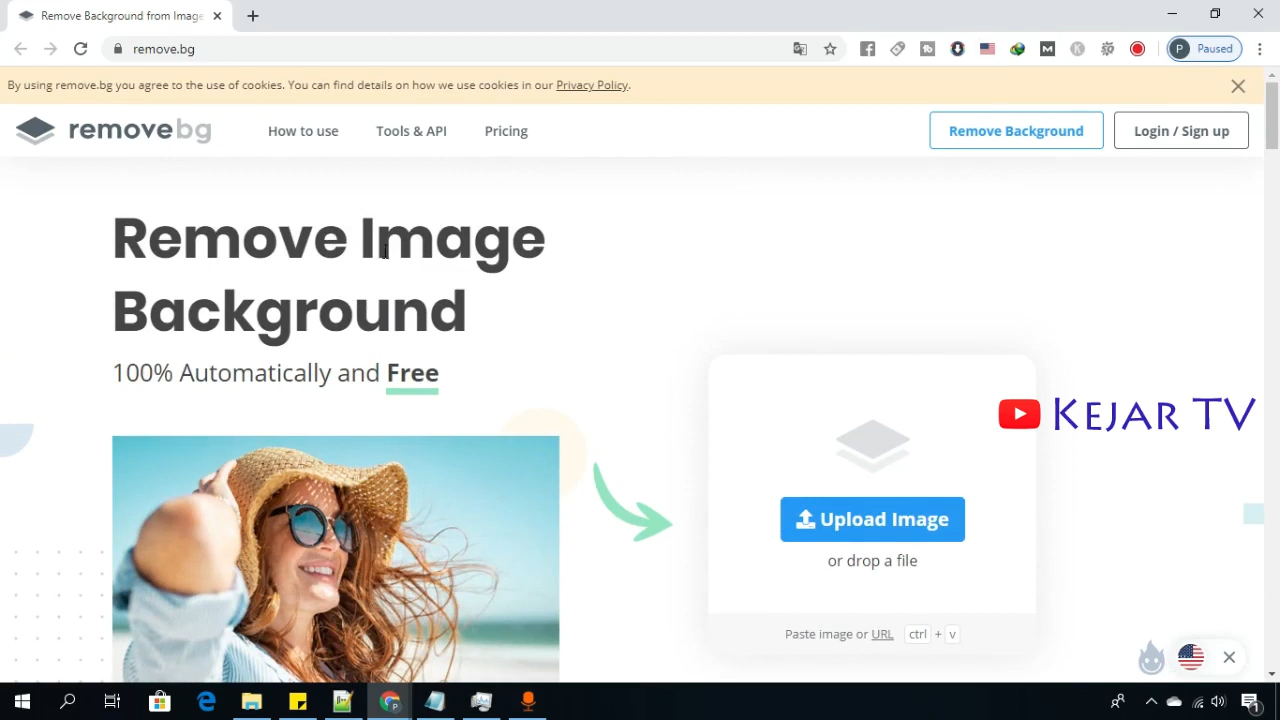 Remove Background from Image
remove.bg
P Paused
By using remove.bg you agree to the use of cookies. You can find details on how we use cookies in our Privacy Policy.
removebg
How to use
Tools & API
Pricing
Remove Background
Login / Sign up
Remove Image
Background
100% Automatically and Free
KEJAR TV
Upload Image
or drop a file
Paste image or URL ctrl + v